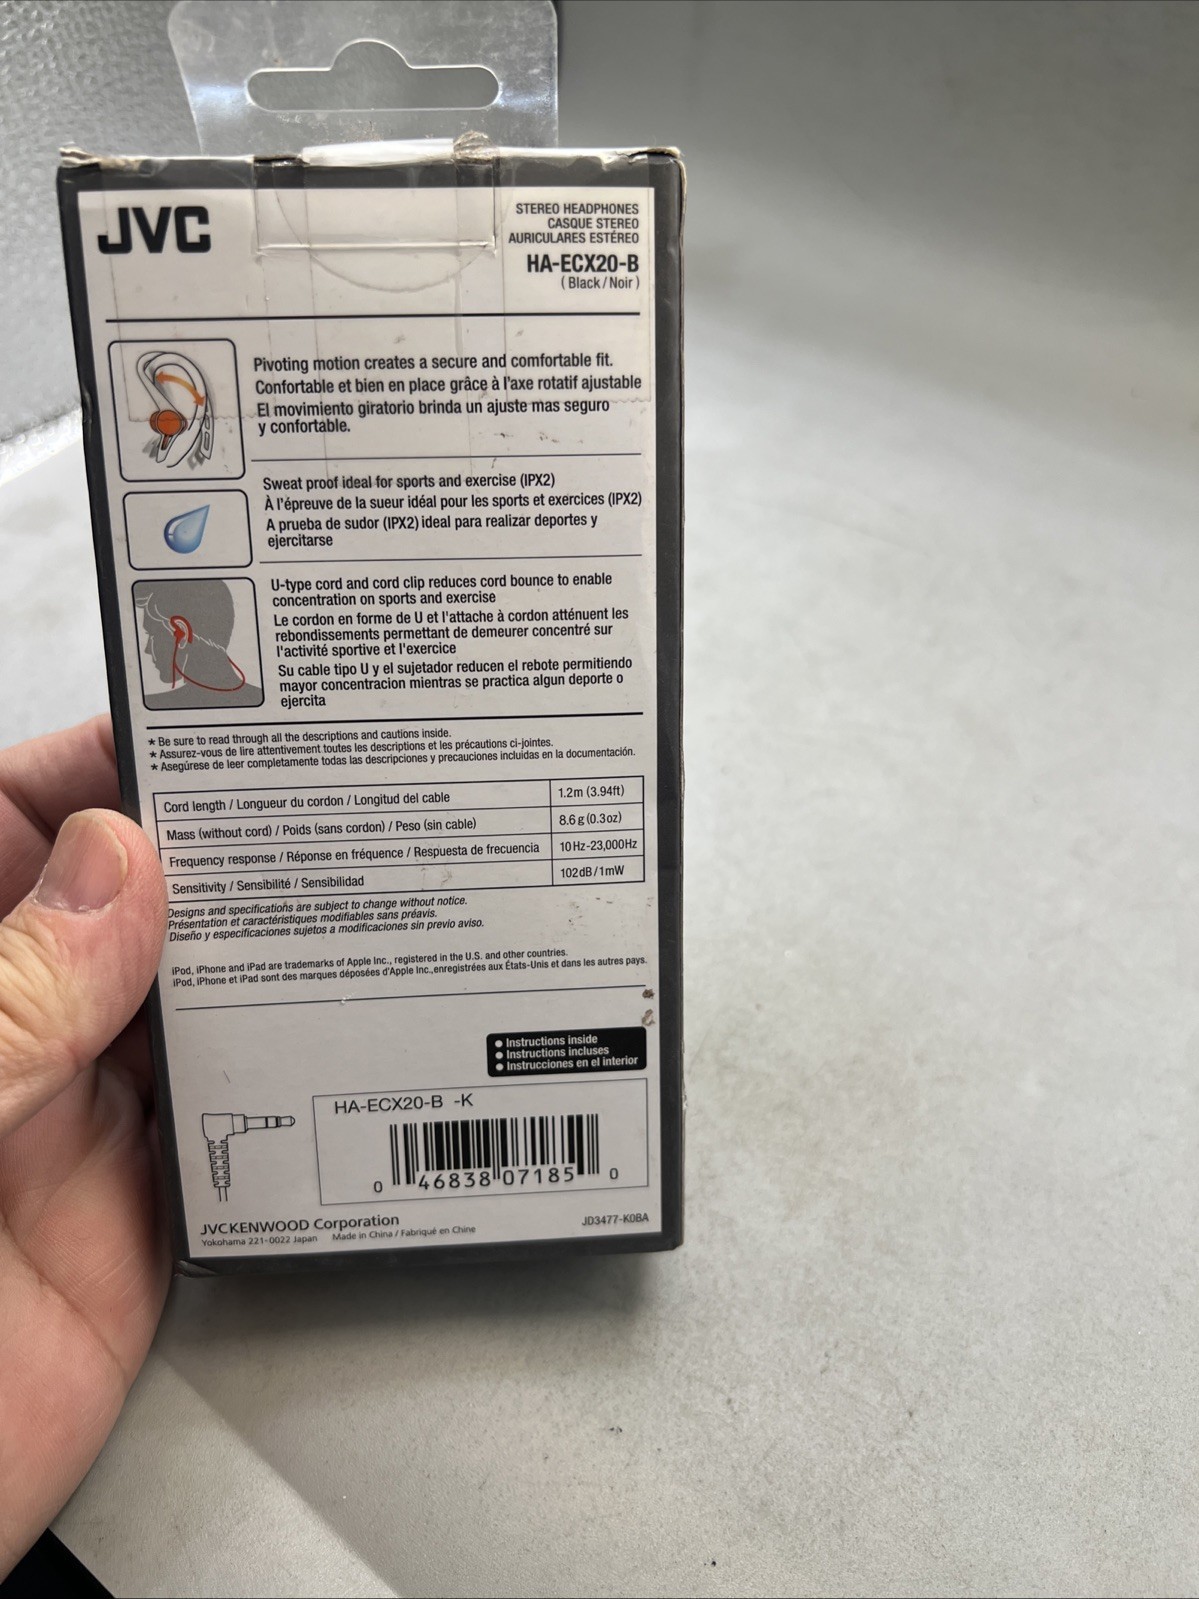 JVC
STEREO HEADPHONES
CASQUE STEREO
AURICULARES ESTÉREO
HA-ECX20-B
(Black/Noir)
Pivoting motion creates a secure and comfortable fit.
Confortable et bien en place grâce à l'axe rotatif ajustable
El movimiento giratorio brinda un ajuste mas seguro
y confortable.
Sweat proof ideal for sports and exercise (IPX2)
À l'épreuve de la sueur idéal pour les sports et exercices (IPX2)
A prueba de sudor (IPX2) ideal para realizar deportes y
ejercitarse
U-type cord and cord clip reduces cord bounce to enable
concentration on sports and exercise
Le cordon en forme de U et l'attache à cordon atténuent les
rebondissements permettant de demeurer concentré sur
l'activité sportive et l'exercice
Su cable tipo U y el sujetador reducen el rebote permitiendo
mayor concentracion mientras se practica algun deporte o
ejercita
★ Be sure to read through all the descriptions and cautions inside.
★ Assurez-vous de lire attentivement toutes les descriptions et les précautions ci-jointes.
★ Asegúrese de leer completamente todas las descripciones y precauciones incluidas en la documentación.
Cord length / Longueur du cordon / Longitud del cable 1.2m (3.94ft)
Mass (without cord) / Poids (sans cordon) / Peso (sin cable) 8.6g (0.3oz)
Frequency response / Réponse en fréquence / Respuesta de frecuencia 10Hz-23,000Hz
Sensitivity / Sensibilité / Sensibilidad 102dB/1mW
Designs and specifications are subject to change without notice.
Présentation et caractéristiques modifiables sans préavis.
Diseño y especificaciones sujetos a modificaciones sin previo aviso.
iPod, iPhone and iPad are trademarks of Apple Inc., registered in the U.S. and other countries.
iPod, iPhone et iPad sont des marques déposées d'Apple Inc.,enregistrées aux États-Unis et dans les autres pays.
● Instructions inside
● Instructions incluses
● Instrucciones en el interior
HA-ECX20-B -K
0 46838 07185 0
JVCKENWOOD Corporation
Yokohama 221-0022 Japan Made in China / Fabriqué en Chine
JD3477-K0BA